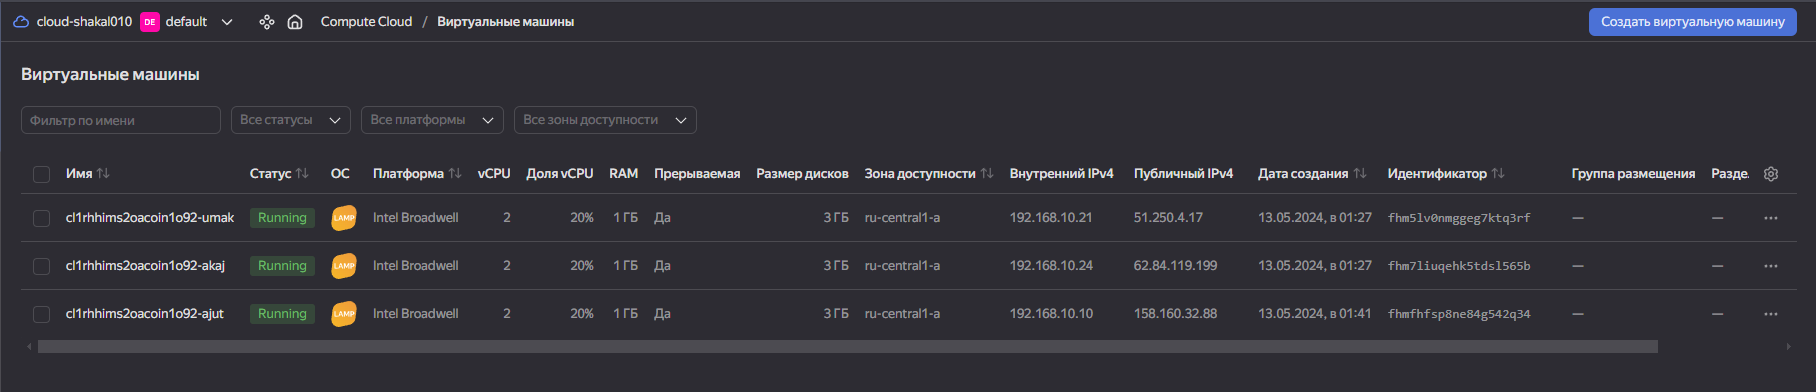 cloud-shakal010 DE default Compute Cloud / Виртуальные машины Создать виртуальную машину
Виртуальные машины
Фильтр по имени Все статусы Все платформы Все зоны доступности
Имя Статус ОС Платформа vCPU Доля vCPU RAM Прерываемая Размер дисков Зона доступности Внутренний IPv4 Публичный IPv4 Дата создания Идентификатор Группа размещения Разде.
cl1rhhims2oacoin1o92-umak Running LAMP Intel Broadwell 2 20% 1 ГБ Да 3 ГБ ru-central1-a 192.168.10.21 51.250.4.17 13.05.2024, в 01:27 fhm5lv0nmggeg7ktq3rf — —
cl1rhhims2oacoin1o92-akaj Running LAMP Intel Broadwell 2 20% 1 ГБ Да 3 ГБ ru-central1-a 192.168.10.24 62.84.119.199 13.05.2024, в 01:27 fhm7liuqehk5tdsl565b — —
cl1rhhims2oacoin1o92-ajut Running LAMP Intel Broadwell 2 20% 1 ГБ Да 3 ГБ ru-central1-a 192.168.10.10 158.160.32.88 13.05.2024, в 01:41 fhmfhfsp8ne84g542q34 — —